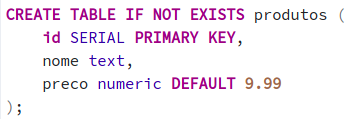 CREATE TABLE IF NOT EXISTS produtos (
    id SERIAL PRIMARY KEY,
    nome text,
    preco numeric DEFAULT 9.99
);